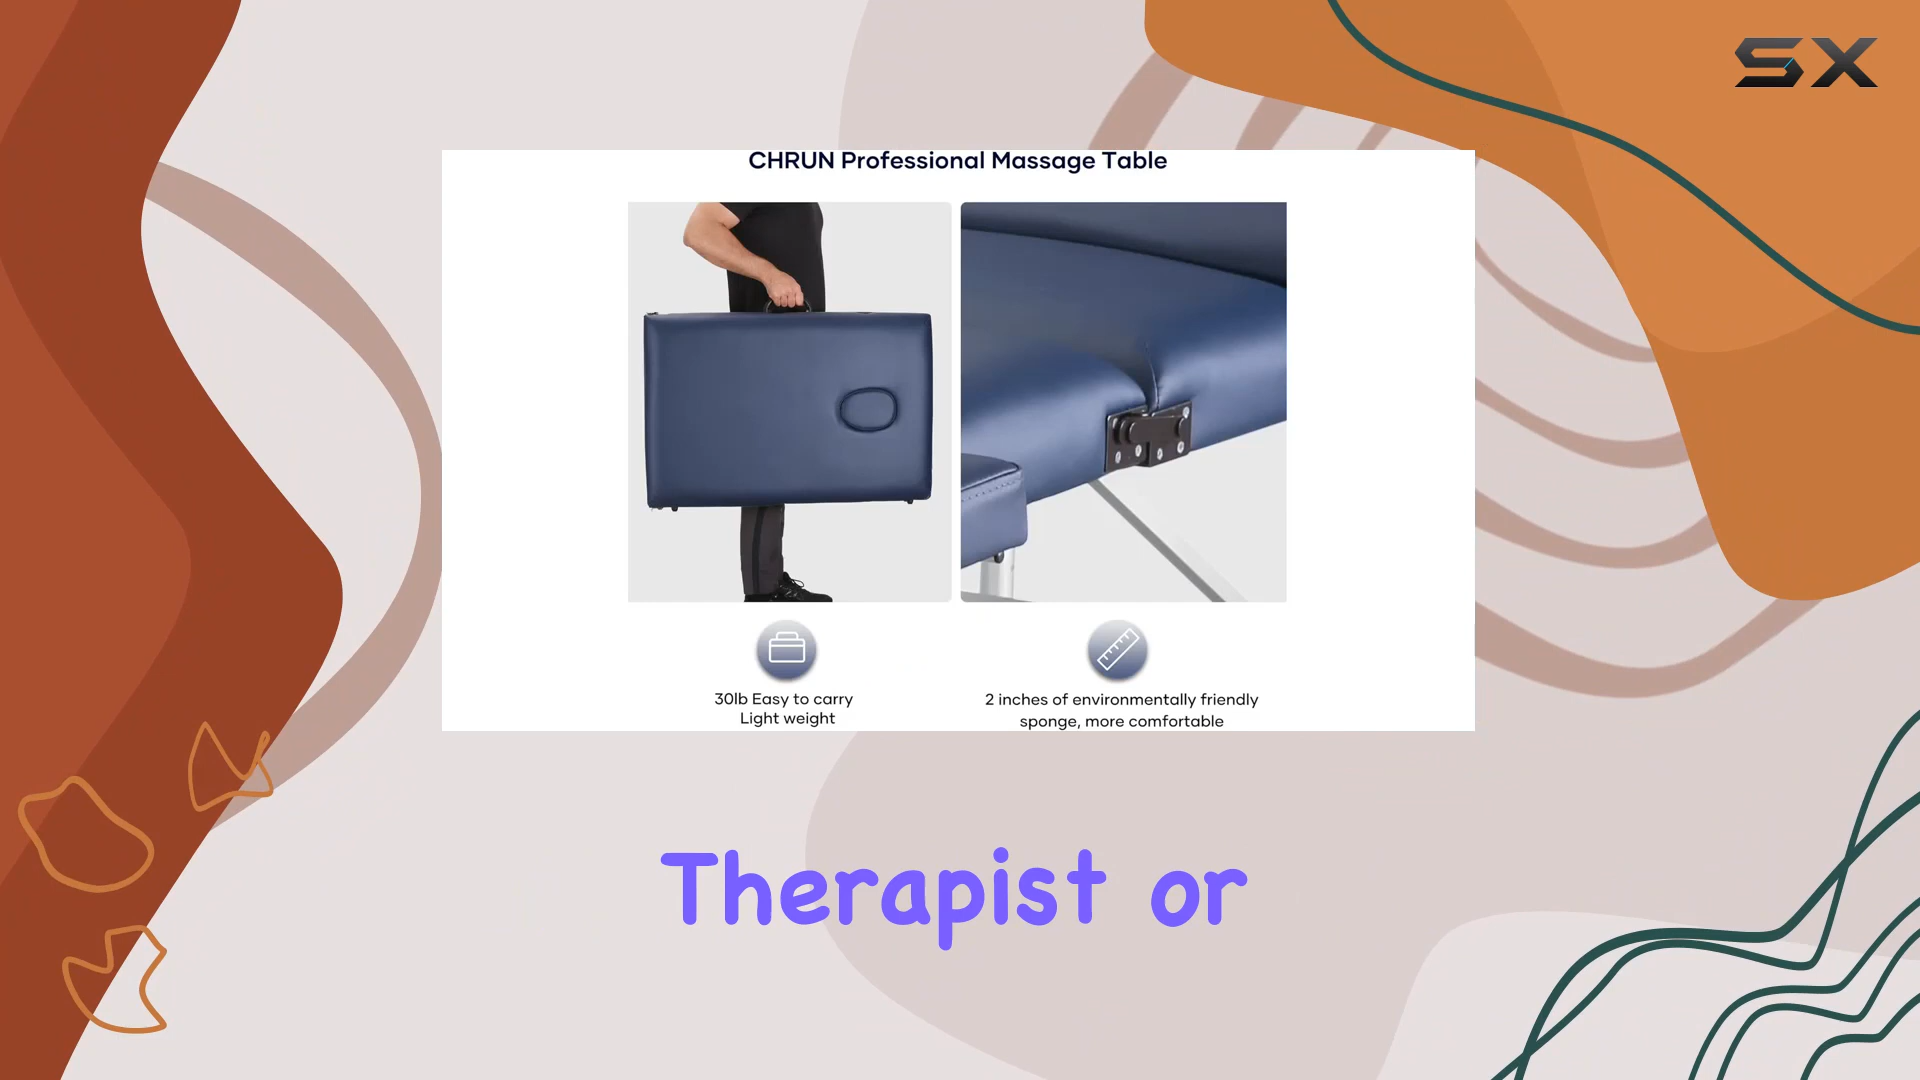 SX
CHRUN Professional Massage Table
30lb Easy to carry
Light weight
2 inches of environmentally friendly
sponge, more comfortable
Therapist or